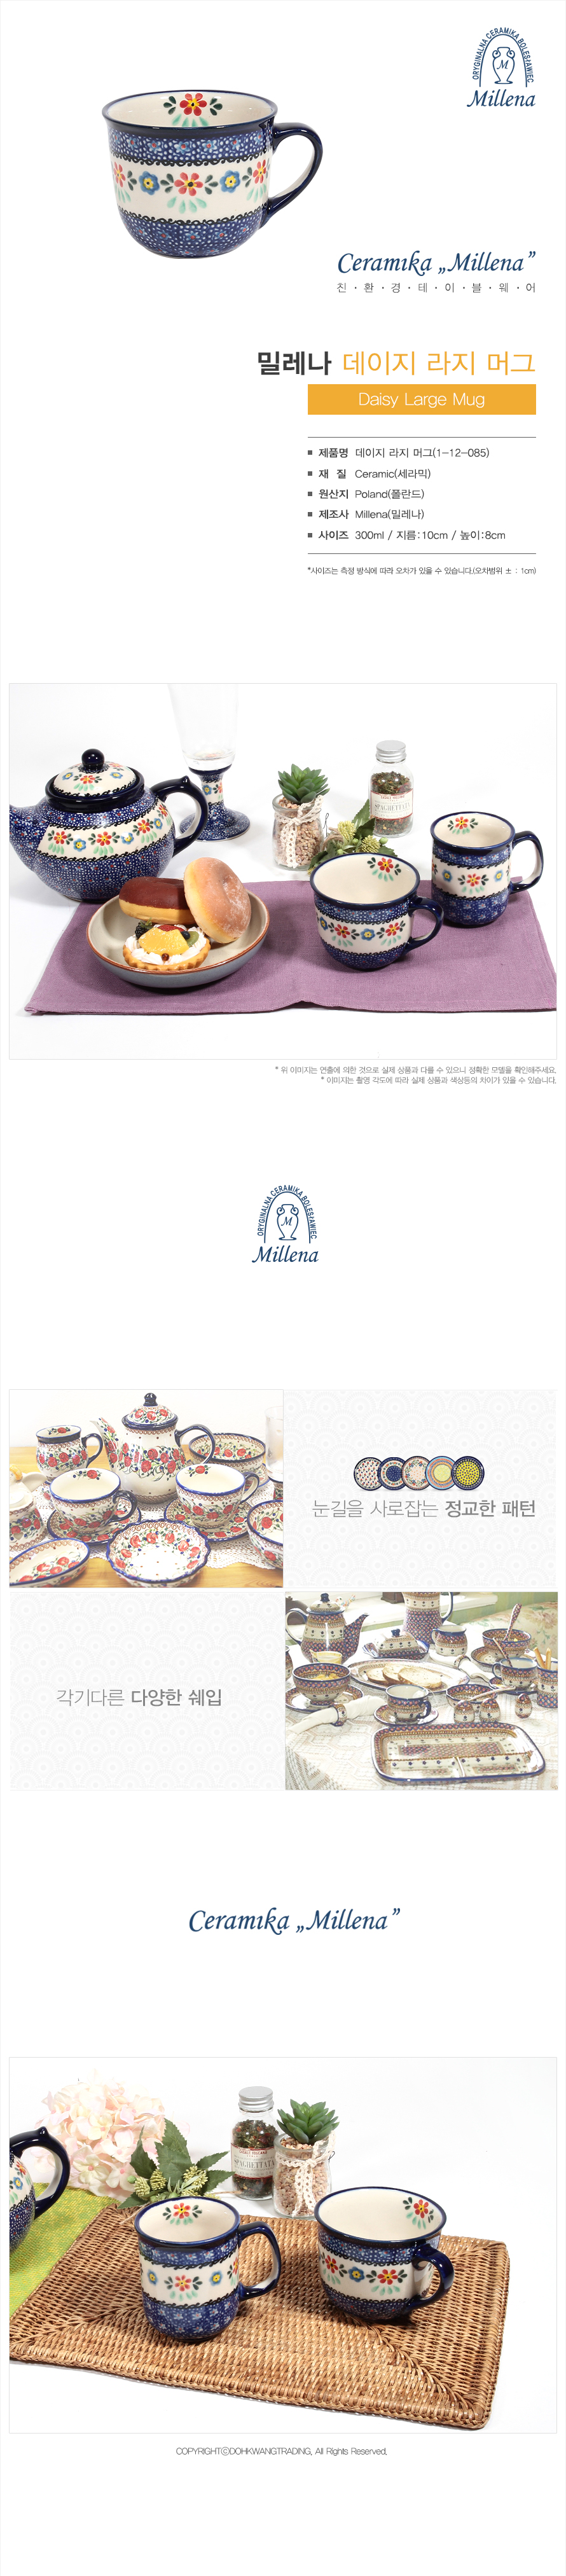 ORYGINALNA CERAMIKA BOLESŁAWIEC
M
Millena
Ceramika „Millena”
친·환·경·테·이·블·웨·어
밀레나 데이지 라지 머그
Daisy Large Mug
제품명 데이지 라지 머그(1-12-085)
재 질 Ceramic(세라믹)
원산지 Poland(폴란드)
제조사 Millena(밀레나)
사이즈 300ml / 지름:10cm / 높이:8cm
*사이즈는 측정 방식에 따라 오차가 있을 수 있습니다.(오차범위 ± : 1cm)
SPAGHETTATA
* 위 이미지는 연출에 의한 것으로 실제 상품과 다를 수 있으니 정확한 모델을 확인해주세요.
* 이미지는 촬영 각도에 따라 실제 상품과 색상등의 차이가 있을 수 있습니다.
ORYGINALNA CERAMIKA BOLESŁAWIEC
M
Millena
눈길을 사로잡는 정교한 패턴
각기다른 다양한 쉐입
Ceramika „Millena”
SPAGHETTATA
COPYRIGHTⓒDOHKWANGTRADING. All Rights Reserved.